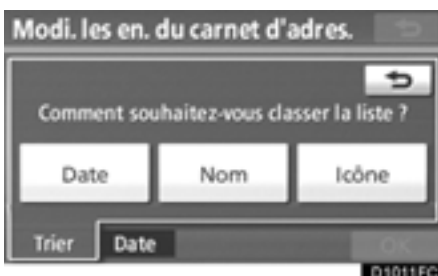 Modi. les en. du carnet d'adres.
Comment souhaitez-vous classer la liste ?
Date Nom Icône
Trier Date OK
D1011FC